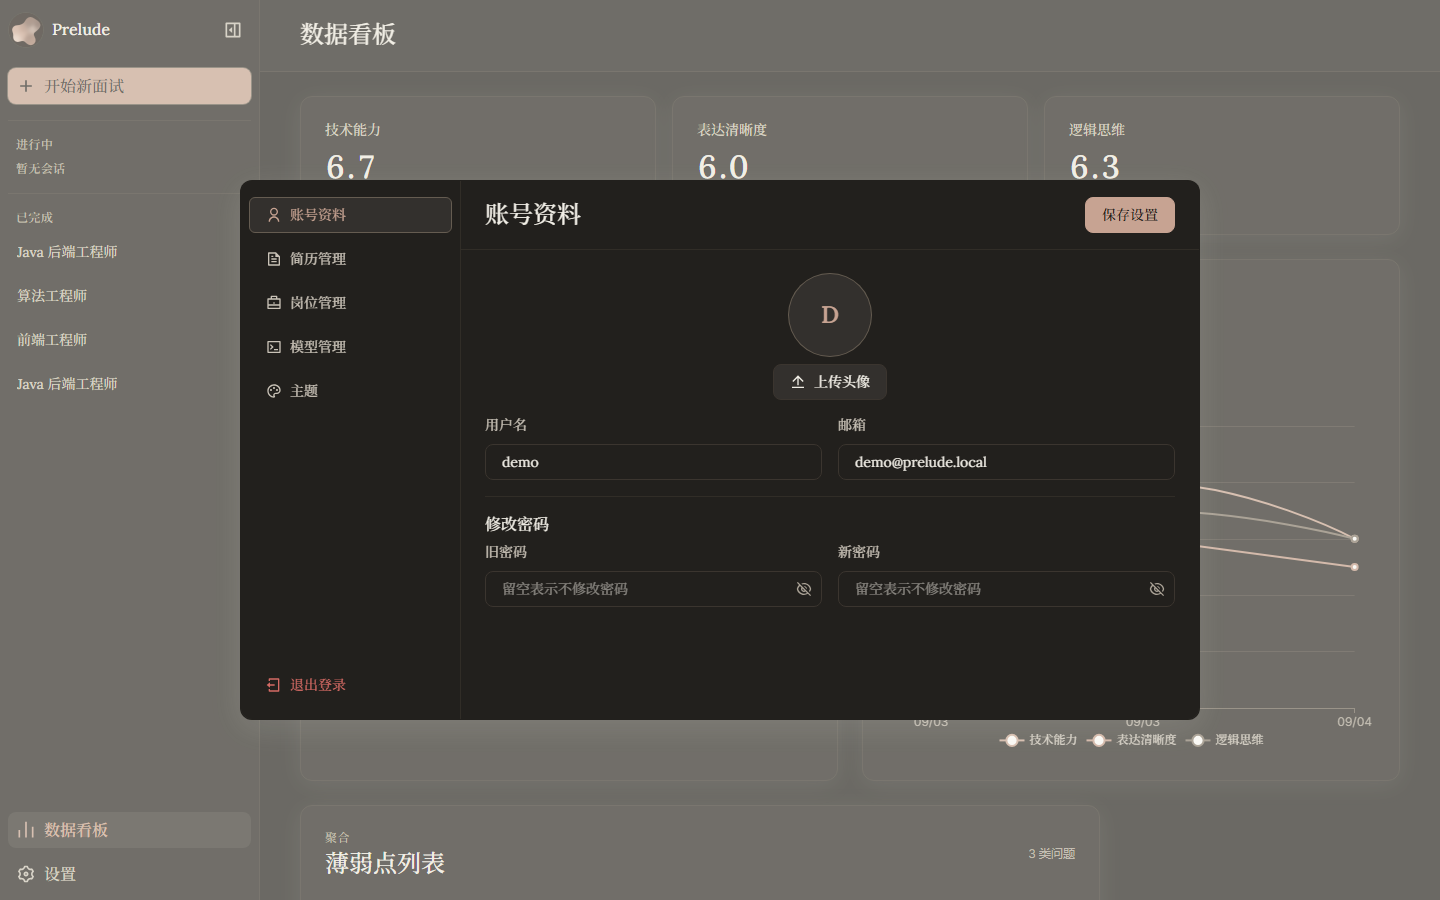 Prelude
开始新面试
进行中
暂无会话
已完成
Java 后端工程师
算法工程师
前端工程师
Java 后端工程师
数据看板
设置
数据看板
技术能力
6.7
表达清晰度
6.0
逻辑思维
6.3
账号资料
简历管理
岗位管理
模型管理
主题
退出登录
账号资料
保存设置
D
上传头像
用户名
邮箱
demo
demo@prelude.local
修改密码
旧密码
新密码
留空表示不修改密码
留空表示不修改密码
09/03
09/03
09/04
技术能力
表达清晰度
逻辑思维
聚合
薄弱点列表
3 类问题